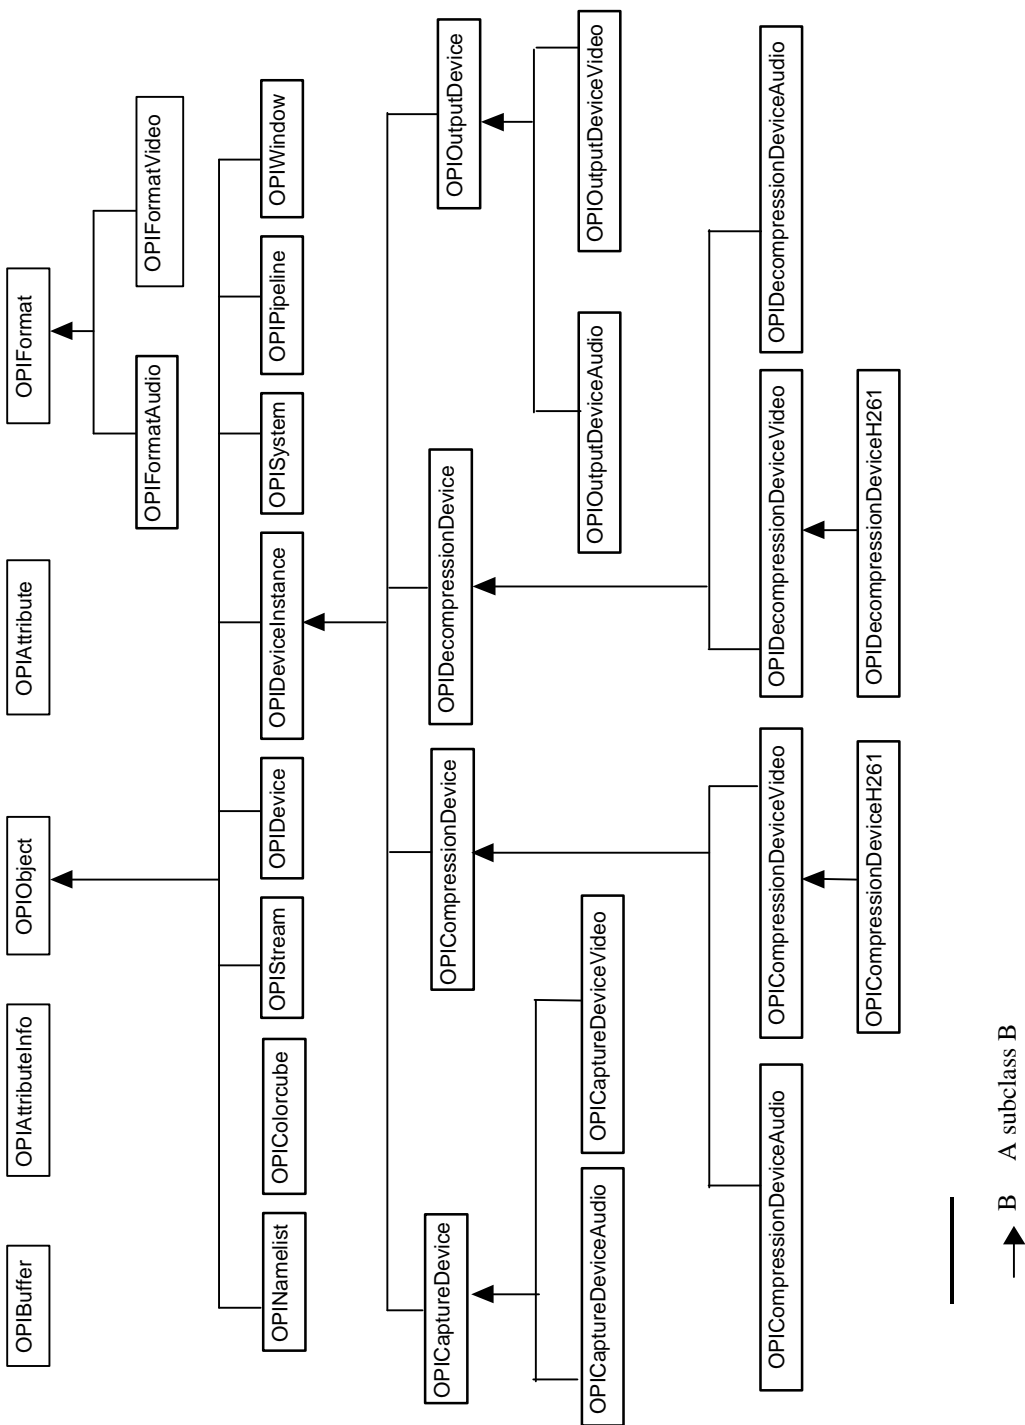 OPIBuffer
OPIAttributeInfo
OPIObject
OPIAttribute
OPIFormat
OPIFormatAudio
OPIFormatVideo
OPINamelist
OPIColorcube
OPIStream
OPIDevice
OPIDeviceInstance
OPISystem
OPIPipeline
OPIWindow
OPICaptureDevice
OPICompressionDevice
OPIDecompressionDevice
OPIOutputDevice
OPICaptureDeviceAudio
OPICaptureDeviceVideo
OPIOutputDeviceAudio
OPIOutputDeviceVideo
OPICompressionDeviceAudio
OPICompressionDeviceVideo
OPIDecompressionDeviceVideo
OPIDecompressionDeviceAudio
OPICompressionDeviceH261
OPIDecompressionDeviceH261
B A subclass B